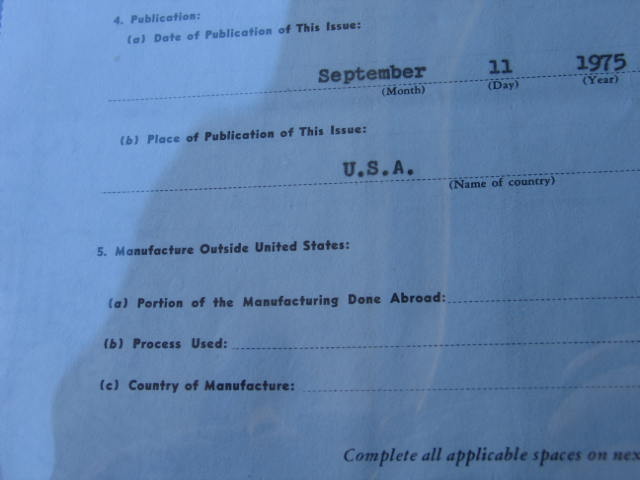 4. Publication:
(a) Date of Publication of This Issue:
September 11 1975
(Month) (Day) (Year)
(b) Place of Publication of This Issue:
U.S.A.
(Name of country)
5. Manufacture Outside United States:
(a) Portion of the Manufacturing Done Abroad:
(b) Process Used:
(c) Country of Manufacture:
Complete all applicable spaces on